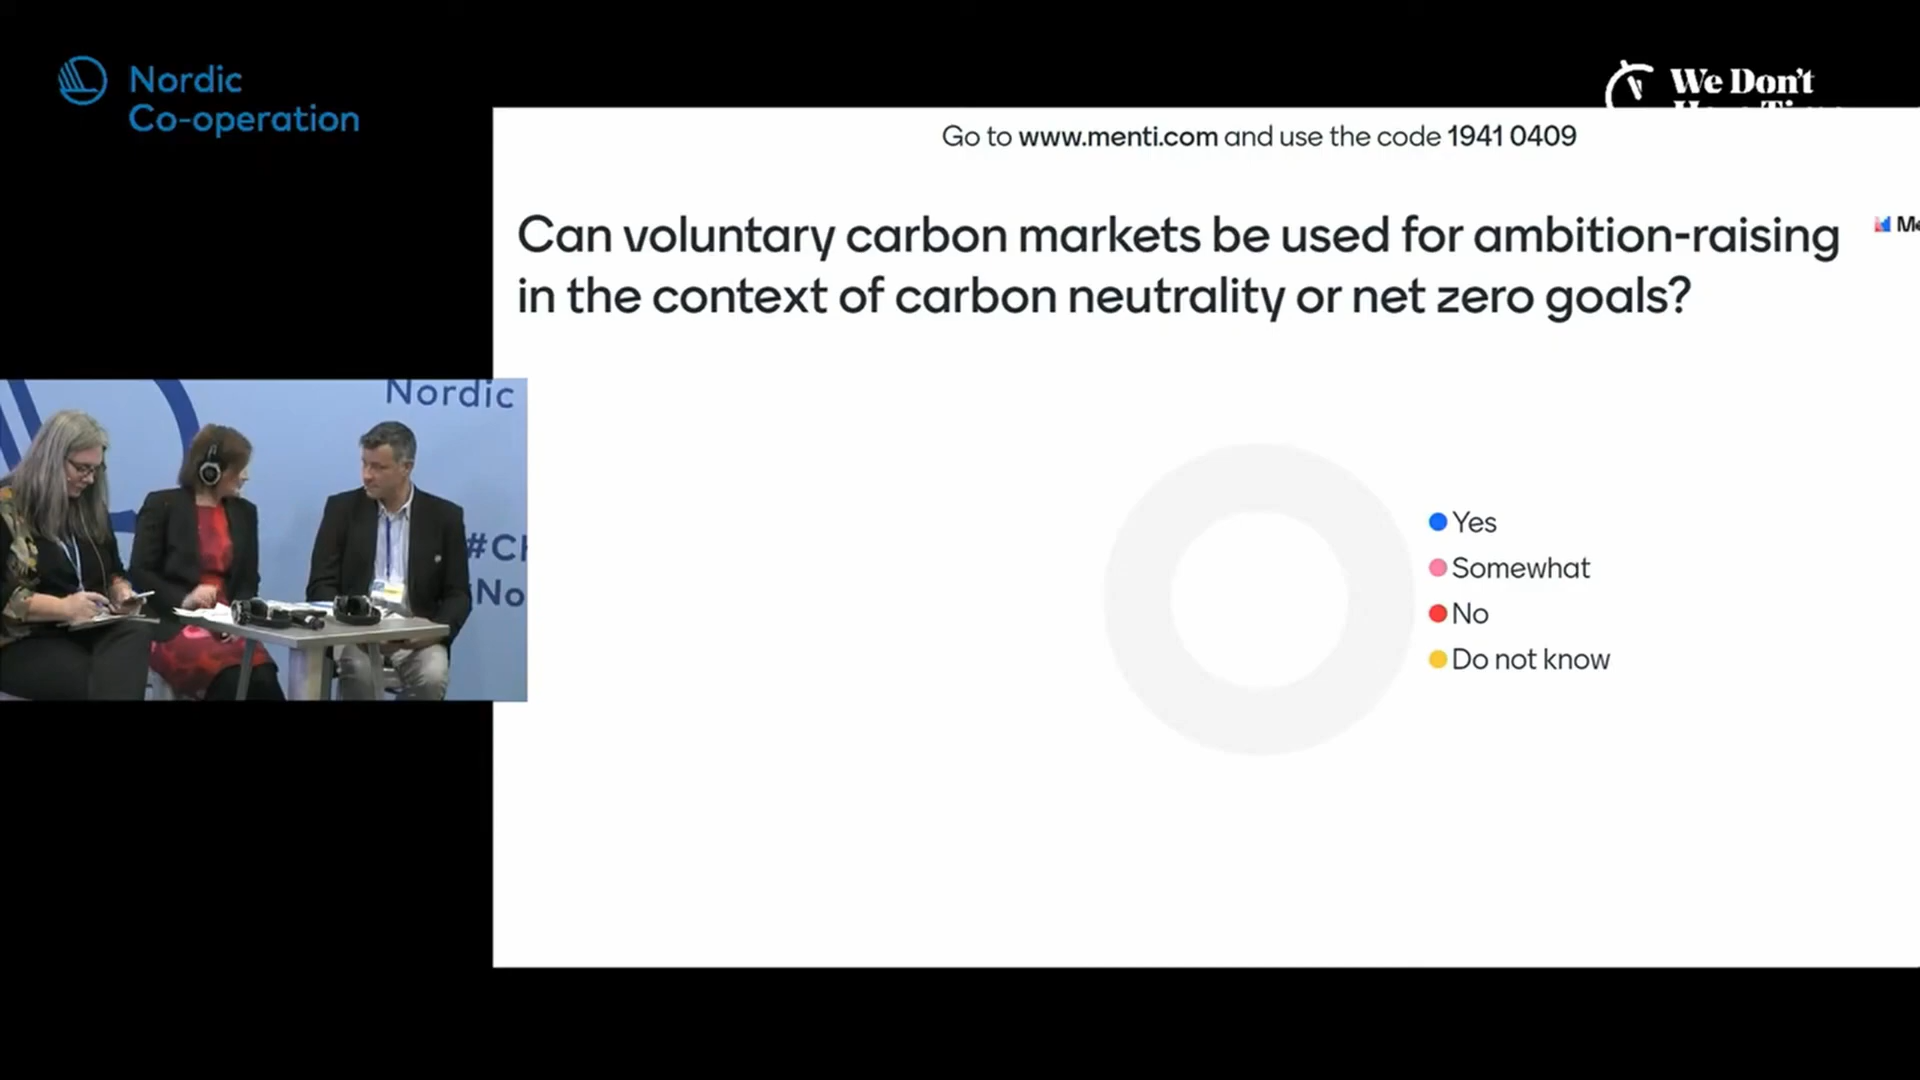 Nordic
Co-operation
We Don't
Go to www.menti.com and use the code 1941 0409
Can voluntary carbon markets be used for ambition-raising
in the context of carbon neutrality or net zero goals?
Nordic
Yes
Somewhat
No
Do not know